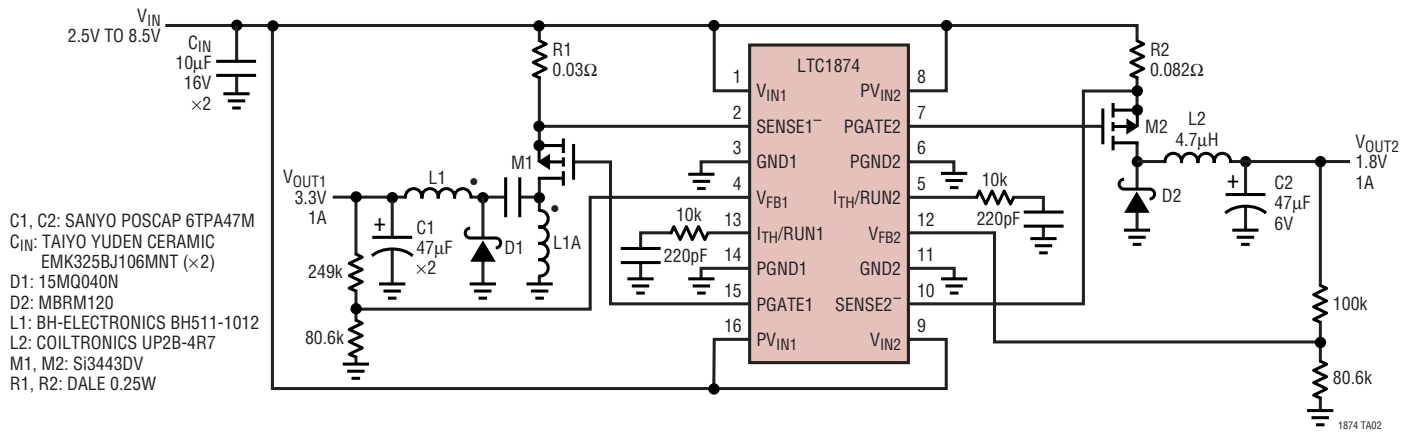 VIN
2.5V TO 8.5V
CIN
10µF
16V
×2
R1
0.03Ω
LTC1874
R2
0.082Ω
1
VIN1
8
PVIN2
2
SENSE1–
7
PGATE2
M2
L2
4.7µH
3
GND1
6
PGND2
M1
VOUT2
1.8V
1A
VOUT1
3.3V
1A
L1
4
VFB1
5
ITH/RUN2
10k
220pF
D2
+
C2
47µF
6V
+
C1
47µF
×2
D1
L1A
10k
220pF
13
ITH/RUN1
12
VFB2
14
PGND1
11
GND2
249k
15
PGATE1
10
SENSE2–
100k
80.6k
16
PVIN1
9
VIN2
80.6k
C1, C2: SANYO POSCAP 6TPA47M
CIN: TAIYO YUDEN CERAMIC
EMK325BJ106MNT (×2)
D1: 15MQ040N
D2: MBRM120
L1: BH-ELECTRONICS BH511-1012
L2: COILTRONICS UP2B-4R7
M1, M2: Si3443DV
R1, R2: DALE 0.25W
1874 TA02